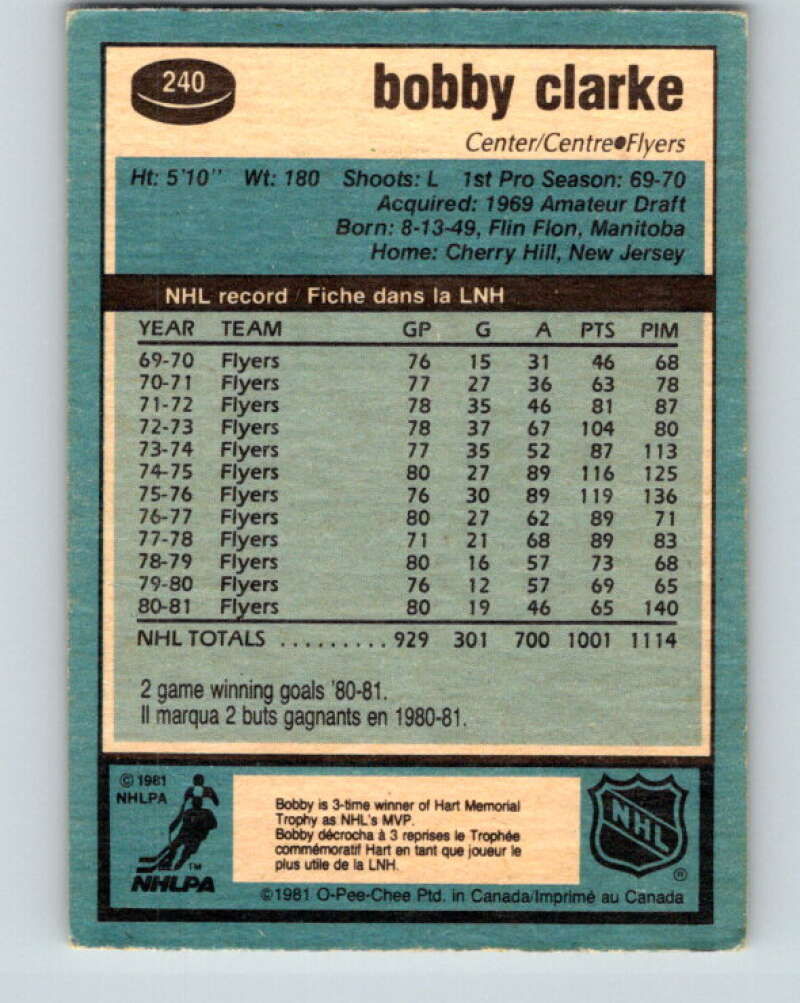 240
bobby clarke
Center/Centre●Flyers
Ht: 5'10" Wt: 180 Shoots: L 1st Pro Season: 69-70
Acquired: 1969 Amateur Draft
Born: 8-13-49, Flin Flon, Manitoba
Home: Cherry Hill, New Jersey
NHL record / Fiche dans la LNH
YEAR TEAM GP G A PTS PIM
69-70 Flyers 76 15 31 46 68
70-71 Flyers 77 27 36 63 78
71-72 Flyers 78 35 46 81 87
72-73 Flyers 78 37 67 104 80
73-74 Flyers 77 35 52 87 113
74-75 Flyers 80 27 89 116 125
75-76 Flyers 76 30 89 119 136
76-77 Flyers 80 27 62 89 71
77-78 Flyers 71 21 68 89 83
78-79 Flyers 80 16 57 73 68
79-80 Flyers 76 12 57 69 65
80-81 Flyers 80 19 46 65 140
NHL TOTALS ......... 929 301 700 1001 1114
2 game winning goals '80-81.
Il marqua 2 buts gagnants en 1980-81.
© 1981
NHLPA
TM
NHLPA
Bobby is 3-time winner of Hart Memorial
Trophy as NHL's MVP.
Bobby décrocha à 3 reprises le Trophée
commémoratif Hart en tant que joueur le
plus utile de la LNH.
NHL
®
©1981 O-Pee-Chee Ptd. in Canada/Imprimé au Canada